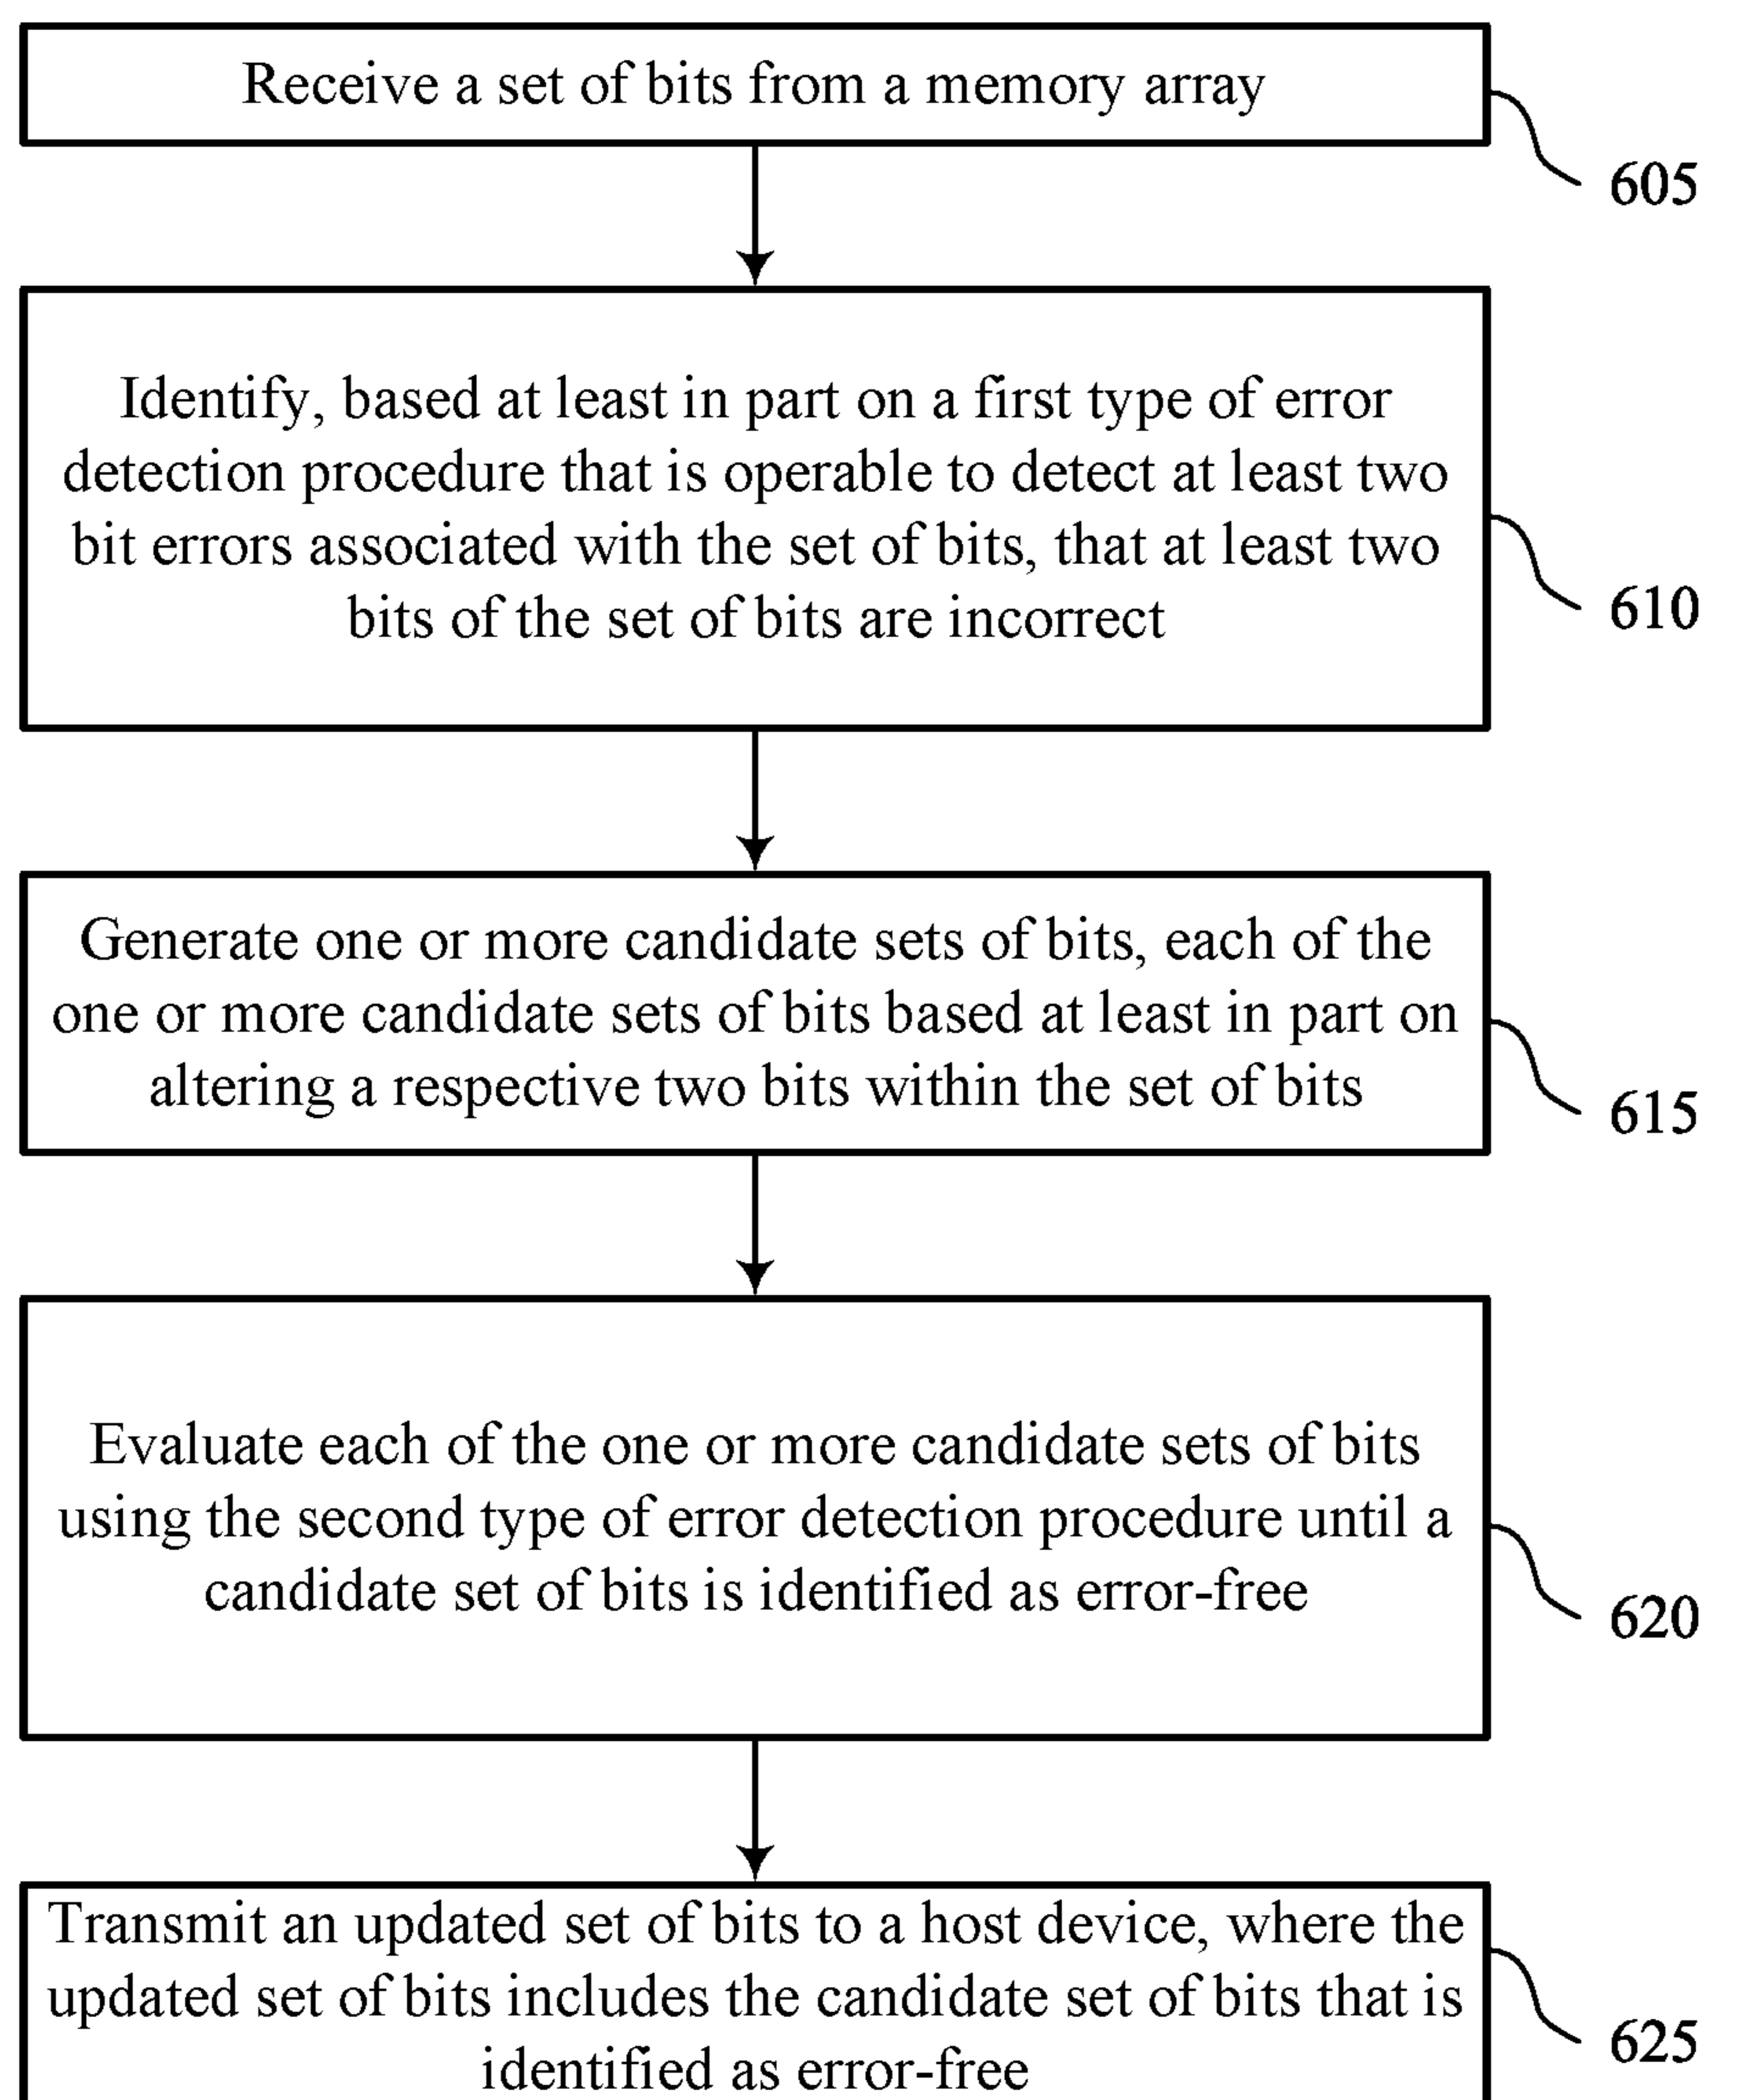 Receive a set of bits from a memory array
605
Identify, based at least in part on a first type of error
detection procedure that is operable to detect at least two
bit errors associated with the set of bits, that at least two
bits of the set of bits are incorrect
610
Generate one or more candidate sets of bits, each of the
one or more candidate sets of bits based at least in part on
altering a respective two bits within the set of bits
615
Evaluate each of the one or more candidate sets of bits
using the second type of error detection procedure until a
candidate set of bits is identified as error-free
620
Transmit an updated set of bits to a host device, where the
updated set of bits includes the candidate set of bits that is
identified as error-free
625